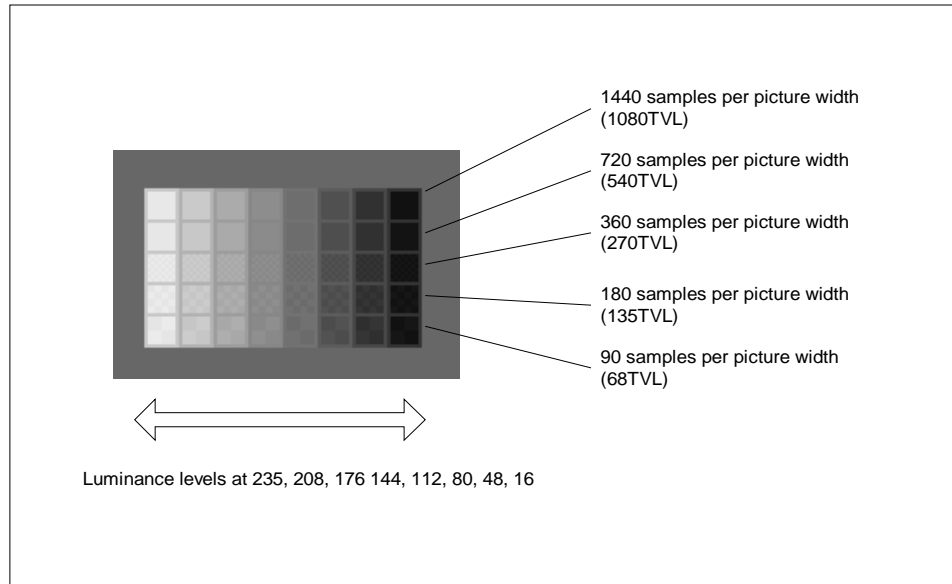 1440 samples per picture width
(1080TVL)
720 samples per picture width
(540TVL)
360 samples per picture width
(270TVL)
180 samples per picture width
(135TVL)
90 samples per picture width
(68TVL)
Luminance levels at 235, 208, 176 144, 112, 80, 48, 16